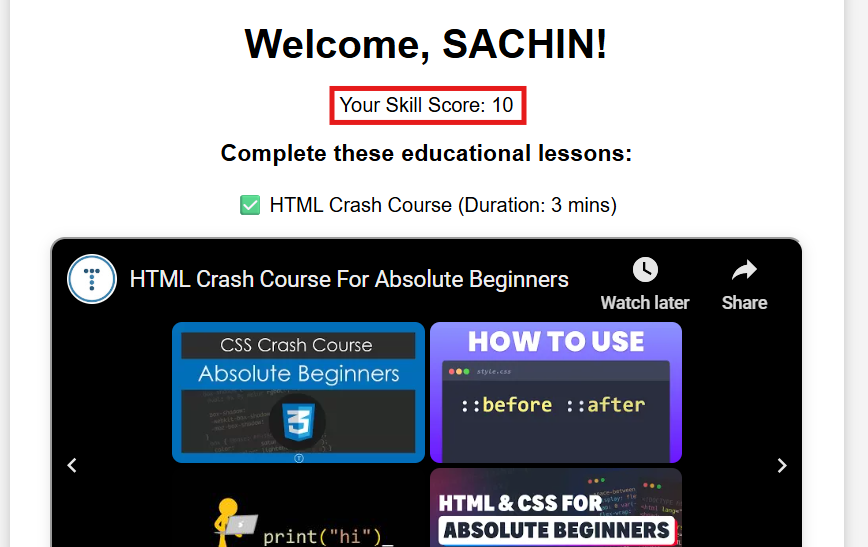 Welcome, SACHIN!
Your Skill Score: 10
Complete these educational lessons:
✅ HTML Crash Course (Duration: 3 mins)
HTML Crash Course For Absolute Beginners
Watch later
Share
CSS Crash Course
Absolute Beginners
3
HOW TO USE
style.css
::before ::after
print("hi")_
HTML & CSS FOR
ABSOLUTE BEGINNERS